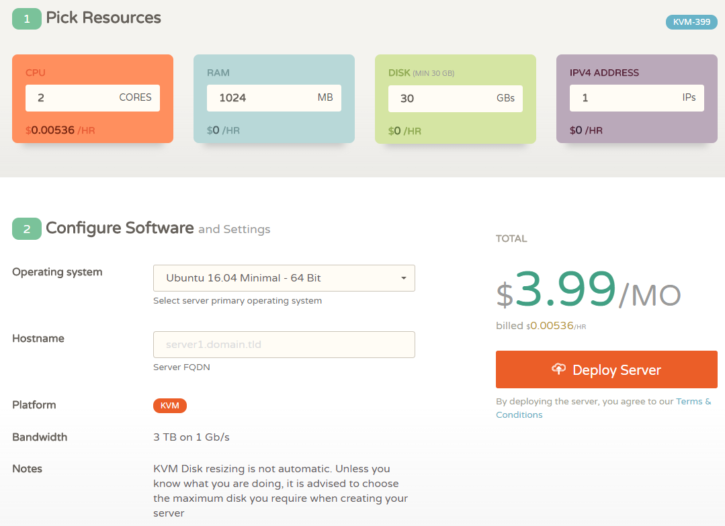 1 Pick Resources
KVM-399
CPU
2 CORES
$0.00536 /HR
RAM
1024 MB
$0 /HR
DISK (MIN 30 GB)
30 GBs
$0 /HR
IPV4 ADDRESS
1 IPs
$0 /HR
2 Configure Software and Settings
Operating system
Ubuntu 16.04 Minimal - 64 Bit
Select server primary operating system
Hostname
server1.domain.tld
Server FQDN
Platform
KVM
Bandwidth
3 TB on 1 Gb/s
Notes
KVM Disk resizing is not automatic. Unless you
know what you are doing, it is advised to choose
the maximum disk you require when creating your
server
TOTAL
$3.99/MO
billed $0.00536/HR
Deploy Server
By deploying the server, you agree to our Terms &
Conditions